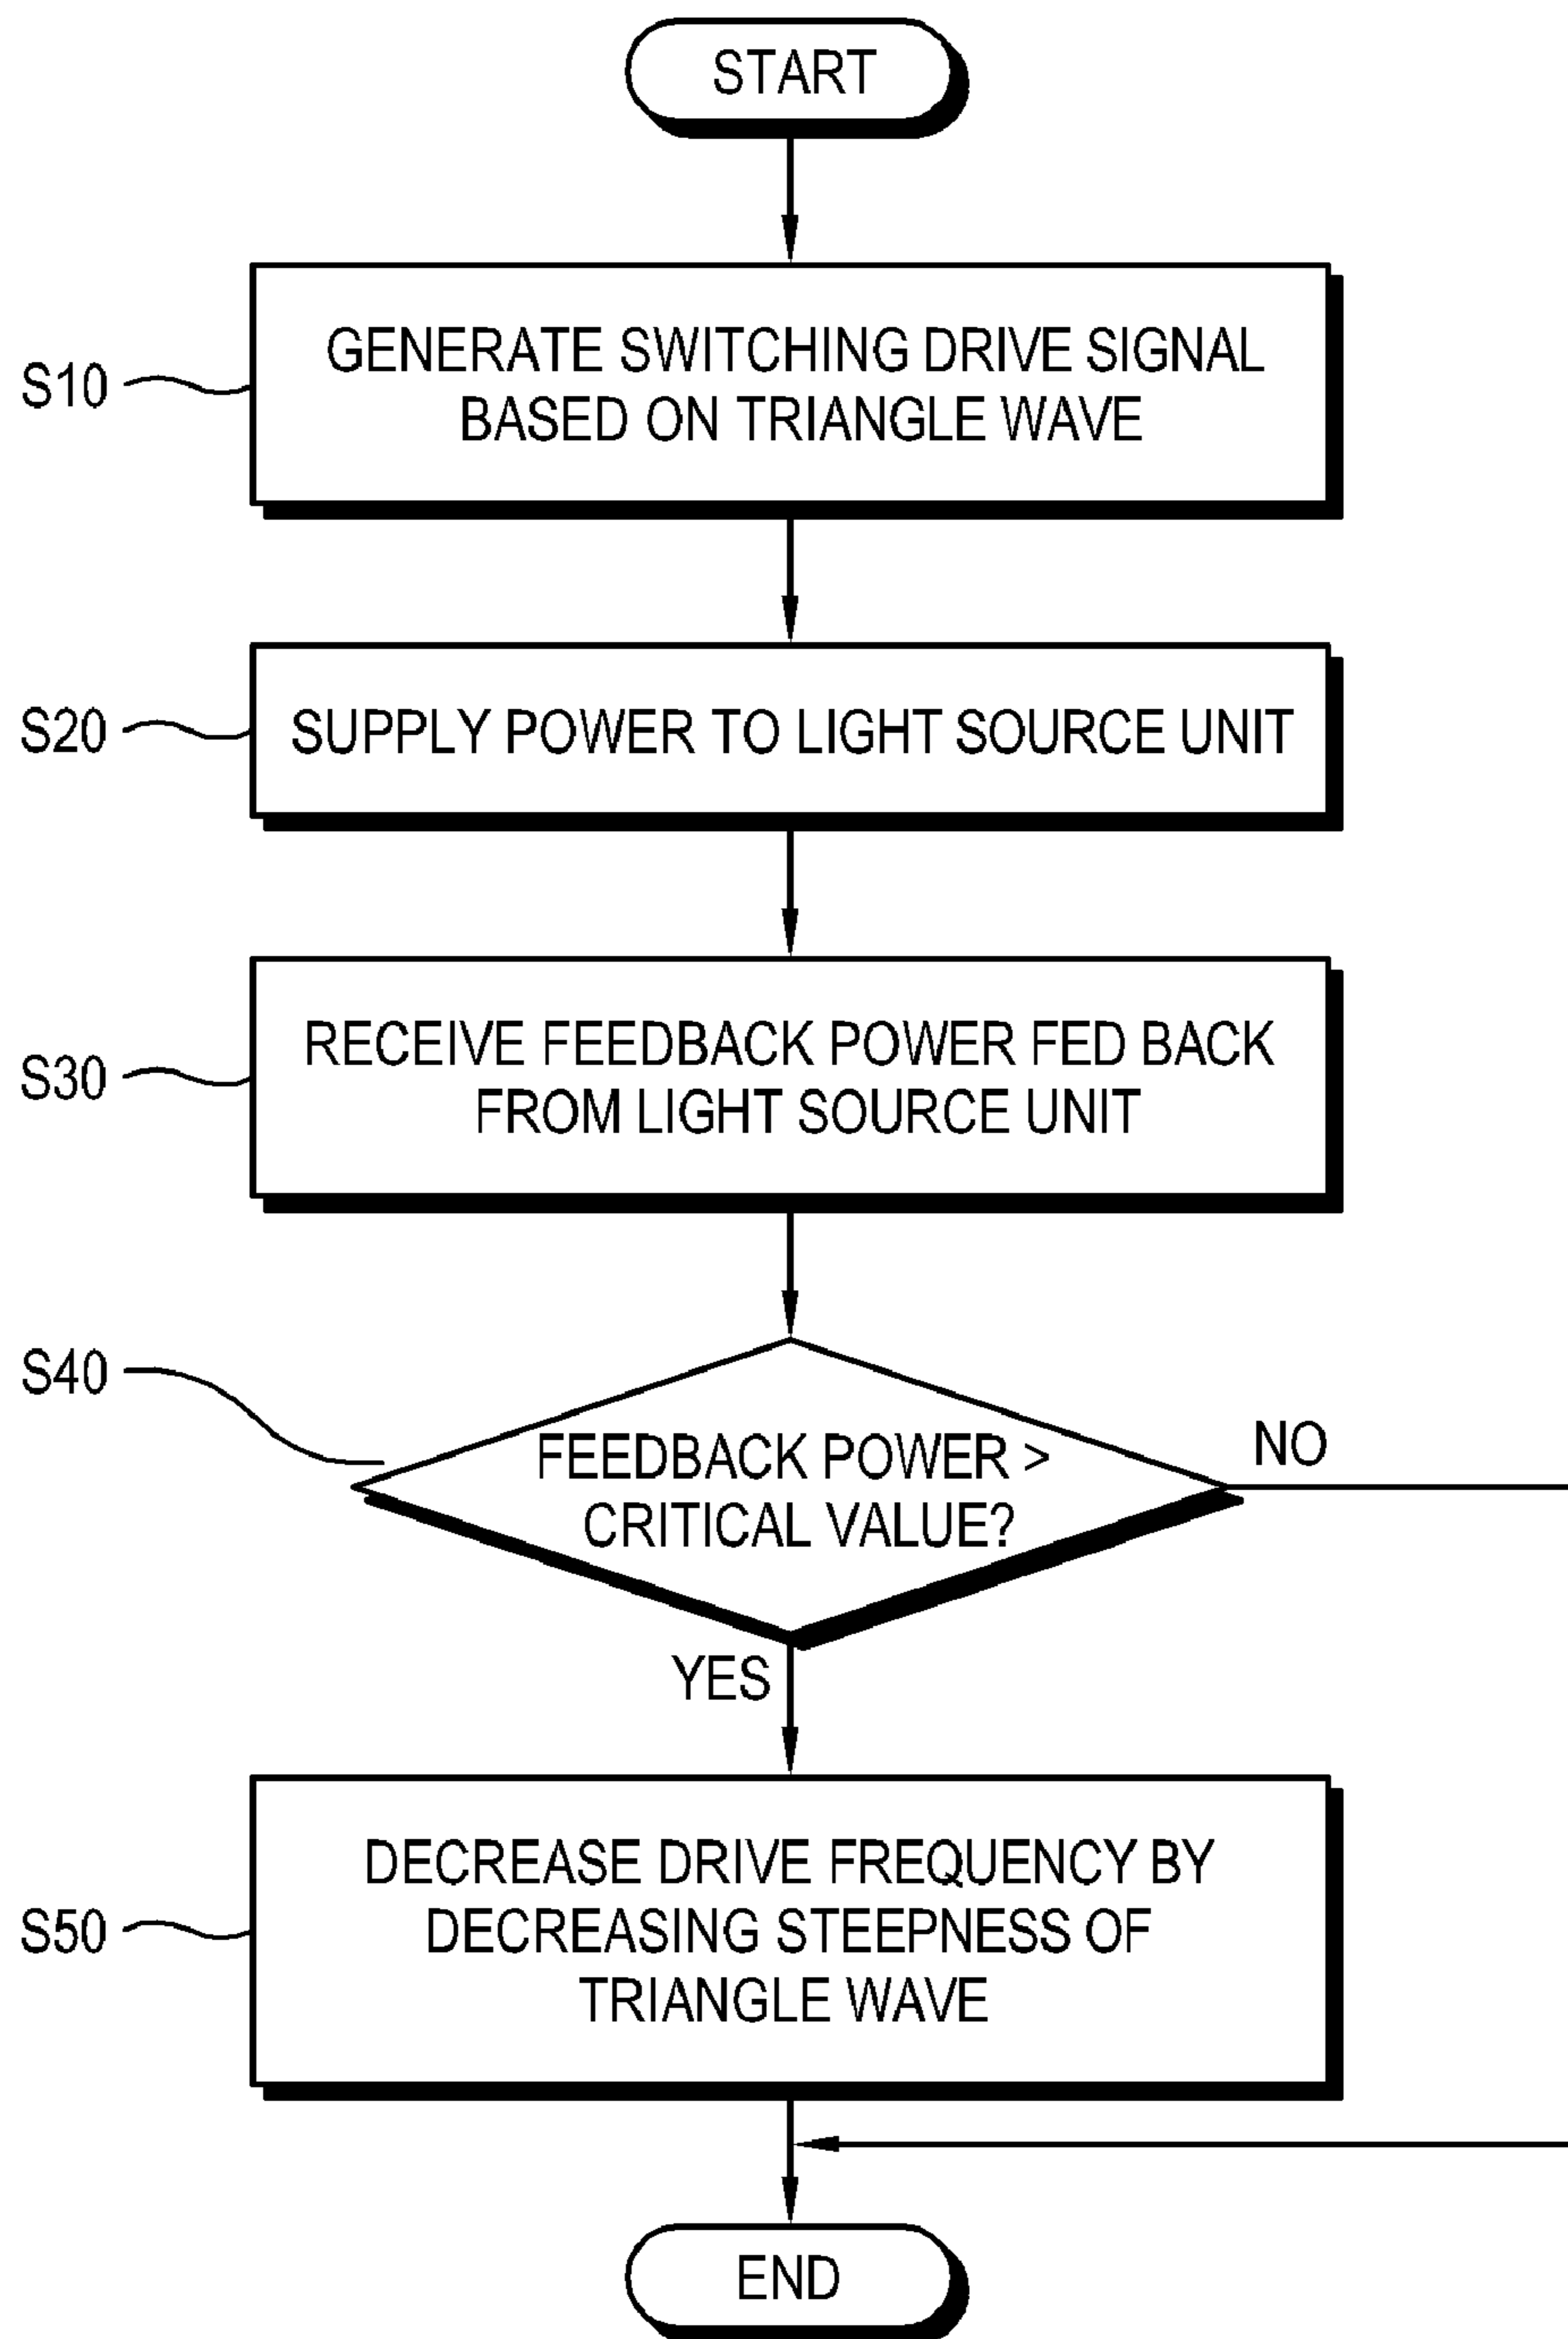 START
S10
GENERATE SWITCHING DRIVE SIGNAL
BASED ON TRIANGLE WAVE
S20
SUPPLY POWER TO LIGHT SOURCE UNIT
S30
RECEIVE FEEDBACK POWER FED BACK
FROM LIGHT SOURCE UNIT
S40
FEEDBACK POWER >
CRITICAL VALUE?
NO
YES
S50
DECREASE DRIVE FREQUENCY BY
DECREASING STEEPNESS OF
TRIANGLE WAVE
END